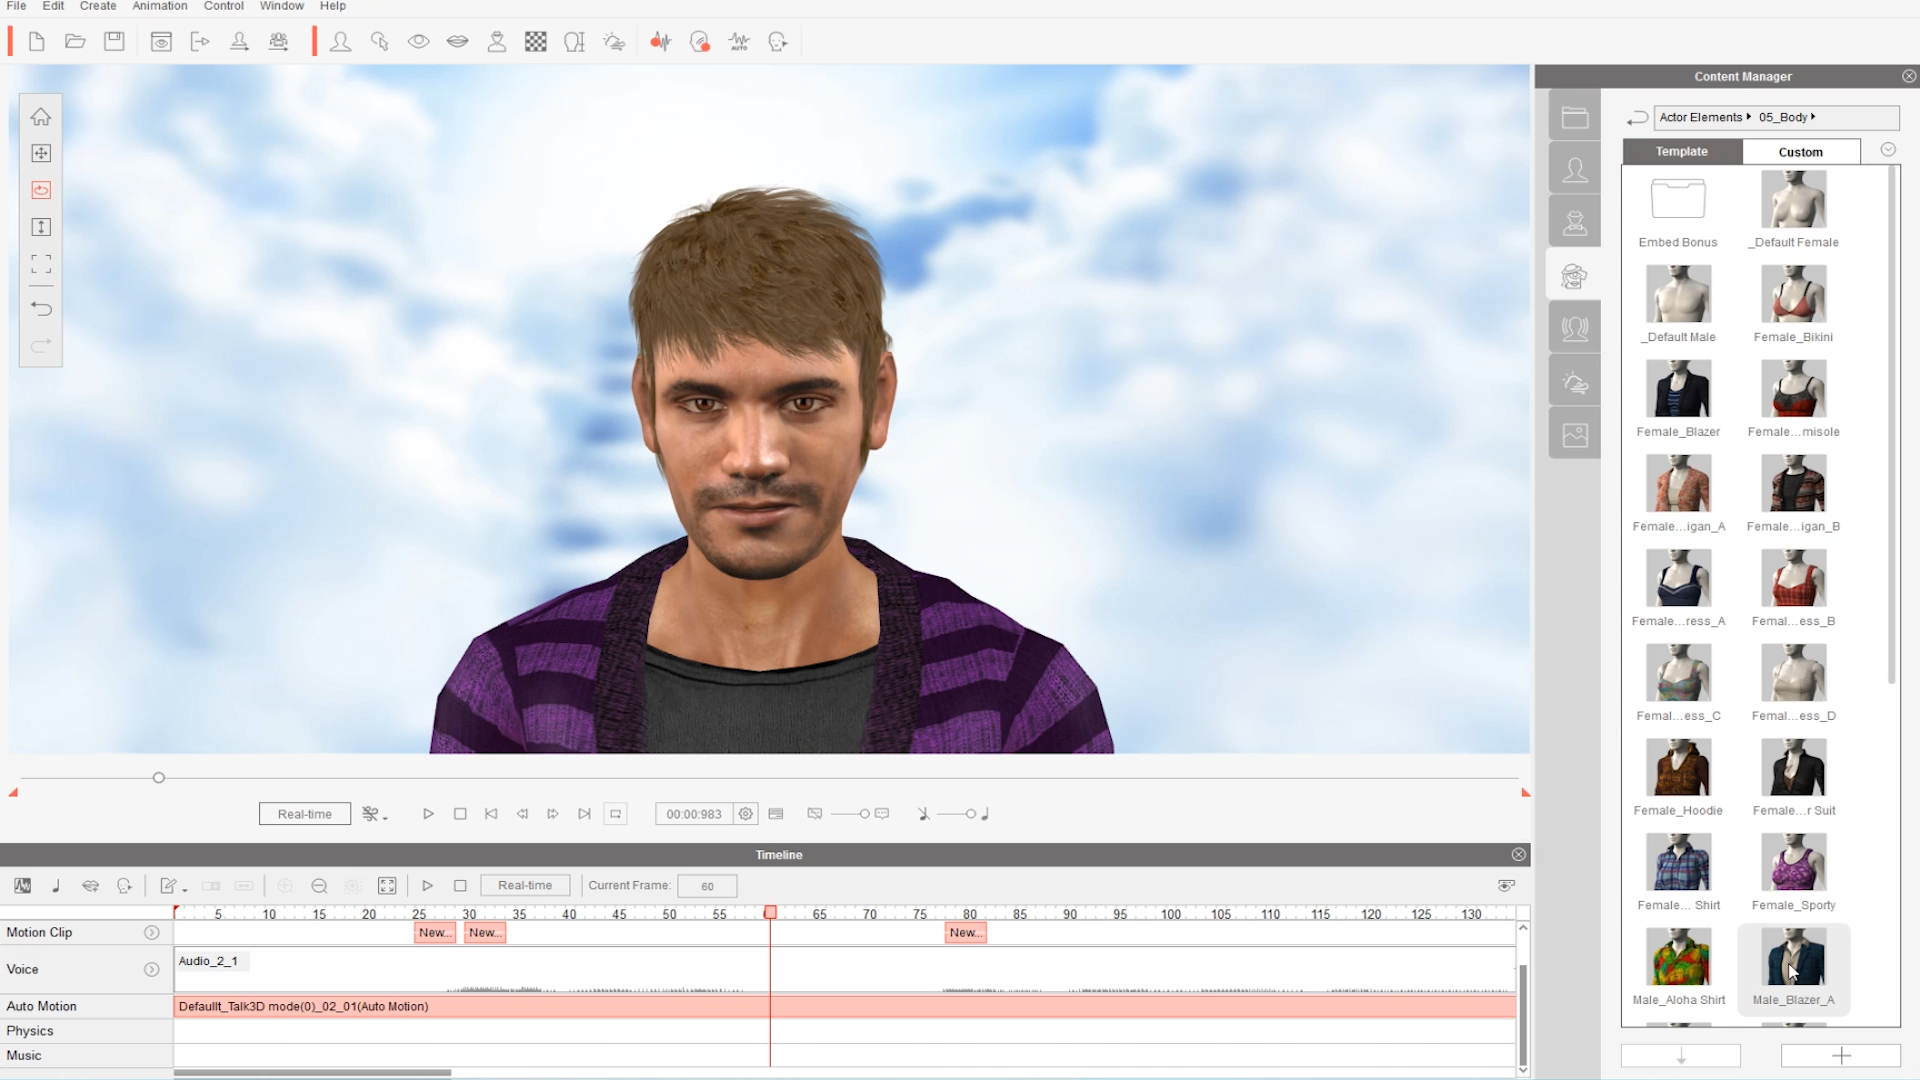 File Edit Create Animation Control Window Help
AUTO
Content Manager
Actor Elements 05_Body
Template Custom
Embed Bonus _Default Female
_Default Male Female_Bikini
Female_Blazer Female...misole
Female...igan_A Female...igan_B
Female...ress_A Femal...ess_B
Femal...ess_C Femal...ess_D
Female_Hoodie Female...r Suit
Female... Shirt Female_Sporty
Male_Aloha Shirt Male_Blazer_A
Real-time 00:00:983
Timeline
Real-time Current Frame: 60
5 10 15 20 25 30 35 40 45 50 55 65 70 75 80 85 90 95 100 105 110 115 120 125 130
Motion Clip New... New... New...
Voice Audio_2_1
Auto Motion Defaullt_Talk3D mode(0)_02_01(Auto Motion)
Physics
Music